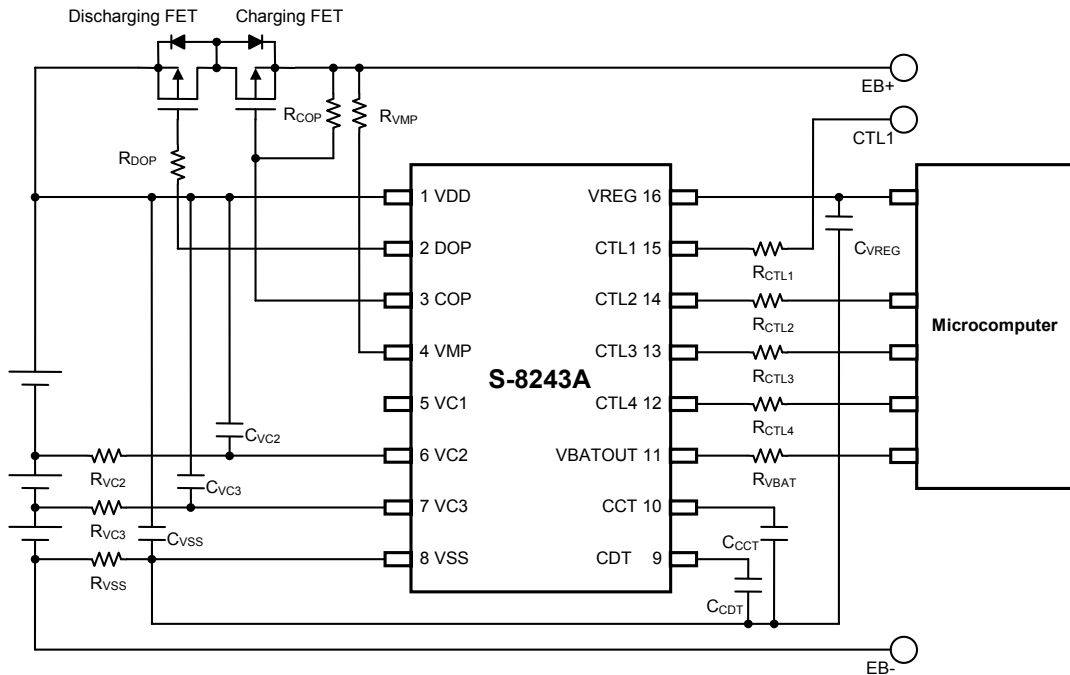 Discharging FET
Charging FET
EB+
RCOP
RVMP
CTL1
RDOP
1 VDD
VREG 16
2 DOP
CTL1 15
CVREG
RCTL1
3 COP
CTL2 14
Microcomputer
RCTL2
4 VMP
CTL3 13
S-8243A
RCTL3
5 VC1
CTL4 12
CVC2
RCTL4
6 VC2
VBATOUT 11
RVC2
CVC3
RVBAT
7 VC3
CCT 10
RVC3
CVSS
CCCT
8 VSS
CDT 9
RVSS
CCDT
EB-